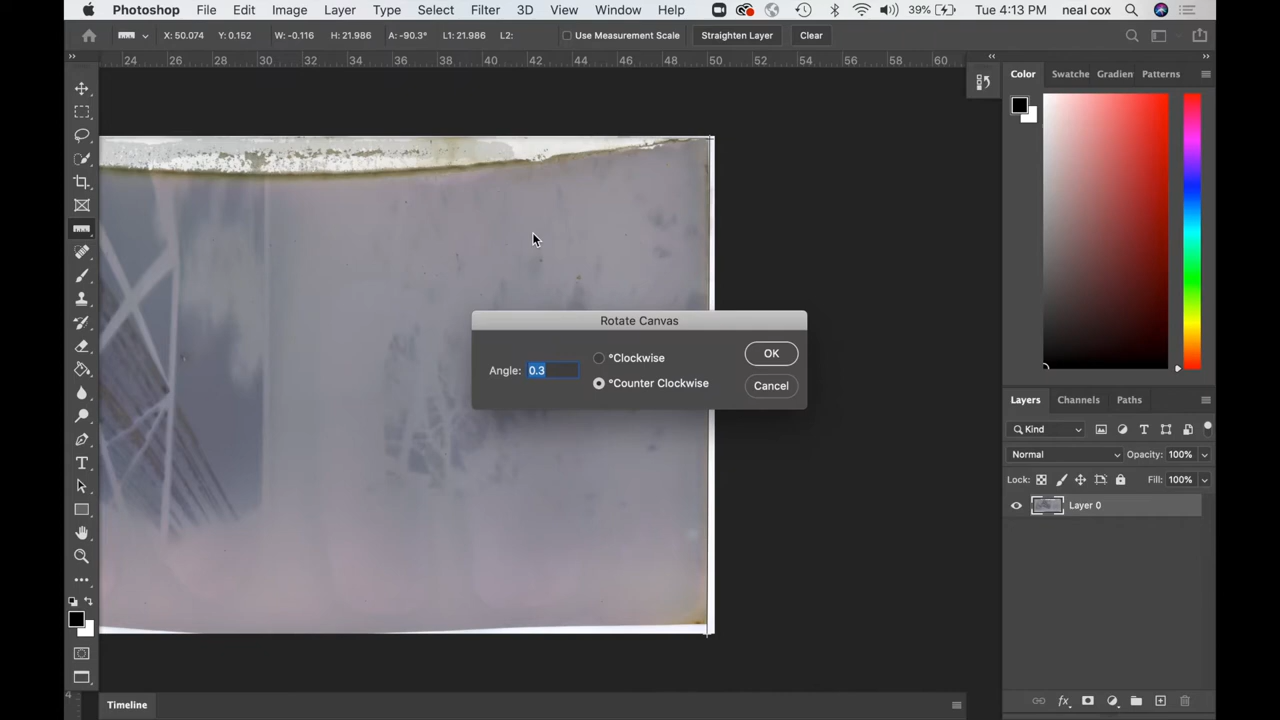 Photoshop File Edit Image Layer Type Select Filter 3D View Window Help 39% Tue 4:13 PM neal cox
X: 50.074 Y: 0.152 W: -0.116 H: 21.986 A: -90.3° L1: 21.986 L2: Use Measurement Scale Straighten Layer Clear
24 26 28 30 32 34 36 38 40 42 44 46 48 50 52 54 56 58 60
Color Swatche Gradien Patterns
Rotate Canvas
Angle: 0.3
°Clockwise
°Counter Clockwise
OK
Cancel
Layers Channels Paths
Kind
Normal Opacity: 100%
Lock: Fill: 100%
Layer 0
4
Timeline